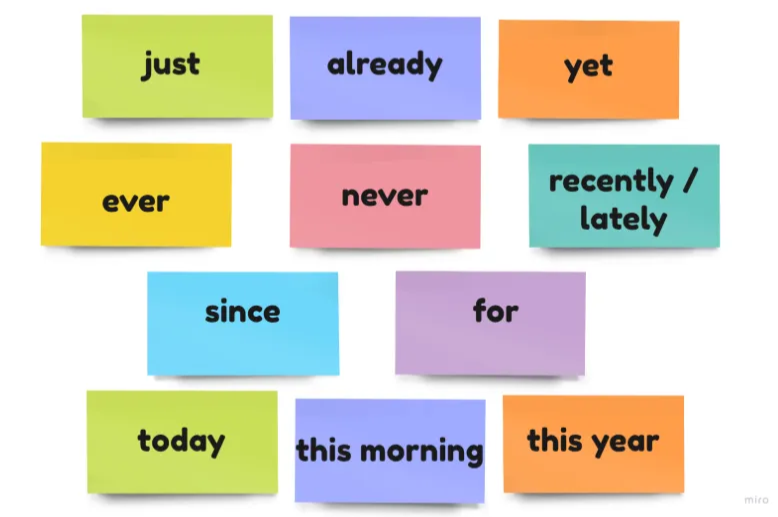 just
already
yet
ever
never
recently /
lately
since
for
today
this morning
this year
miro